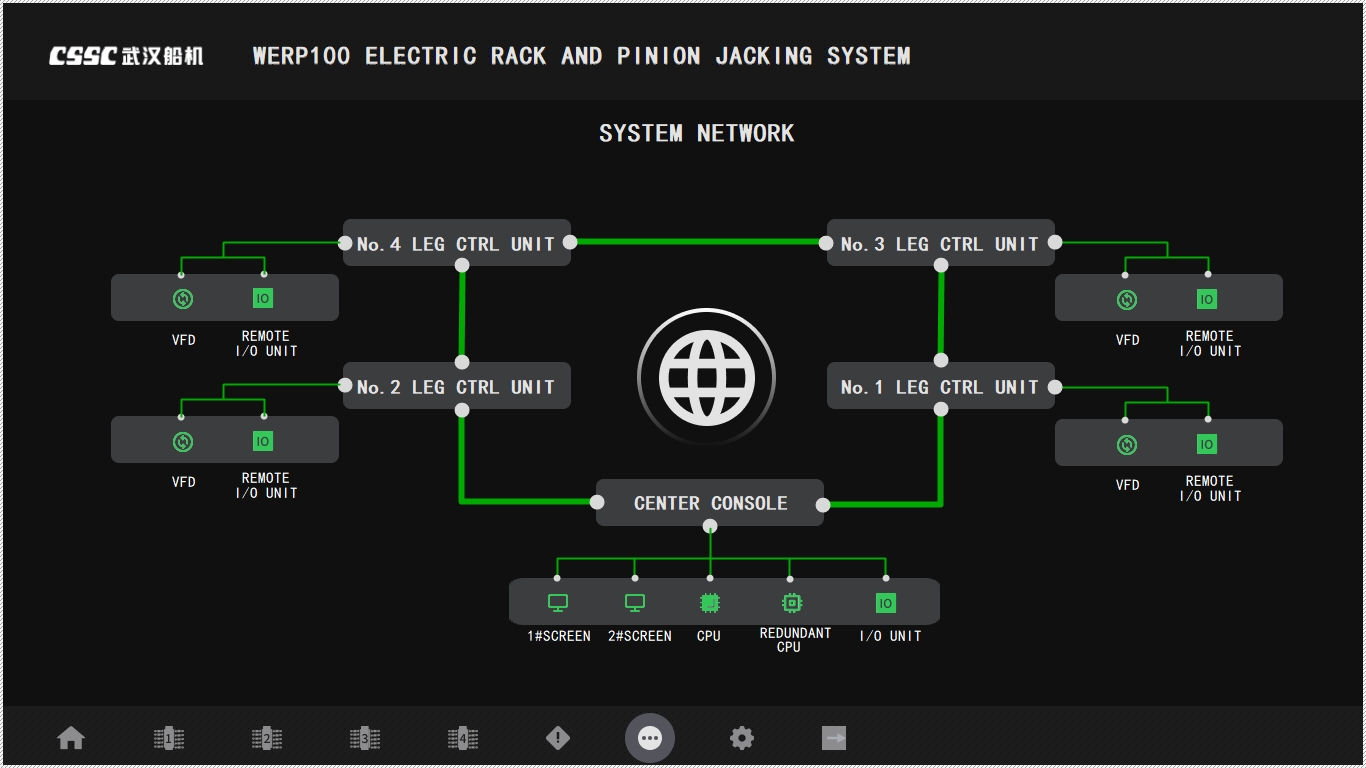 CSSC 武汉船机
WERP100 ELECTRIC RACK AND PINION JACKING SYSTEM
SYSTEM NETWORK
No.4 LEG CTRL UNIT
No.3 LEG CTRL UNIT
IO
IO
VFD
REMOTE
I/O UNIT
VFD
REMOTE
I/O UNIT
No.2 LEG CTRL UNIT
No.1 LEG CTRL UNIT
IO
IO
VFD
REMOTE
I/O UNIT
VFD
REMOTE
I/O UNIT
CENTER CONSOLE
IO
1#SCREEN
2#SCREEN
CPU
REDUNDANT
CPU
I/O UNIT
1
2
3
4